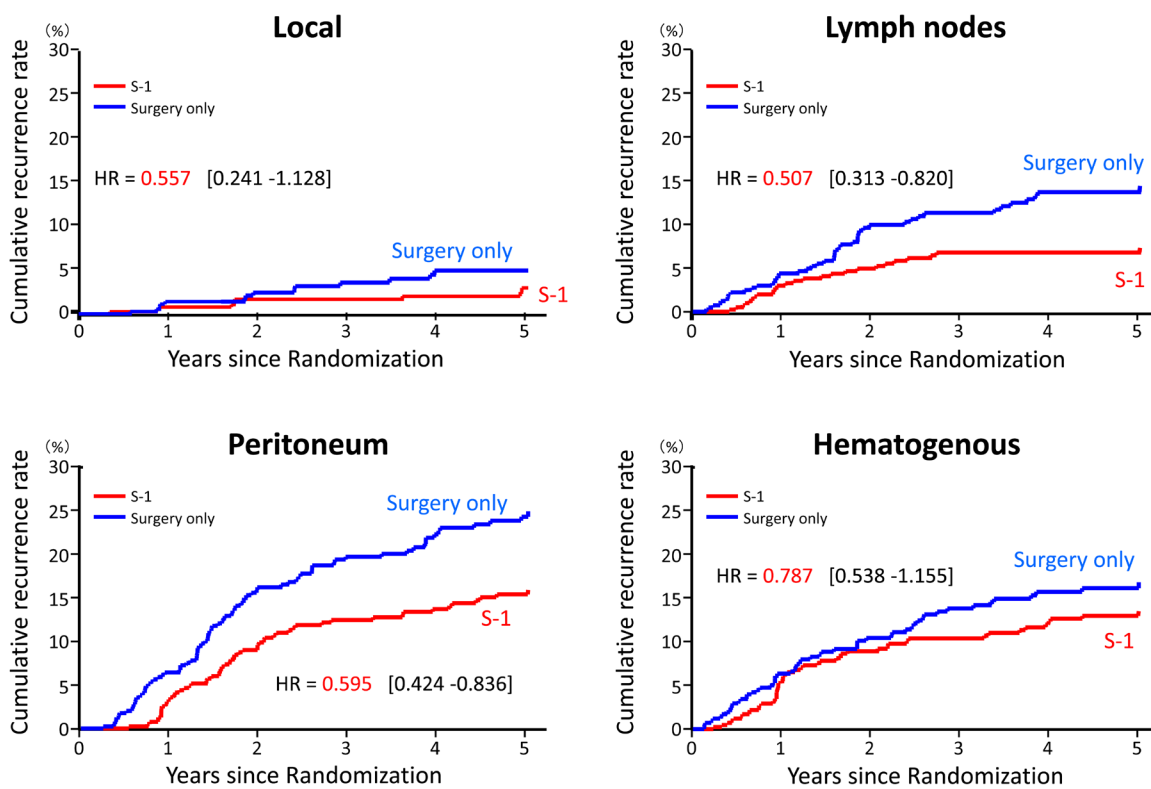 Local
(%)
Cumulative recurrence rate
30
25
20
15
10
5
0
S-1
Surgery only
HR = 0.557 [0.241 -1.128]
Surgery only
S-1
0 1 2 3 4 5
Years since Randomization
Lymph nodes
(%)
Cumulative recurrence rate
30
25
20
15
10
5
0
S-1
Surgery only
HR = 0.507 [0.313 -0.820]
Surgery only
S-1
0 1 2 3 4 5
Years since Randomization
Peritoneum
(%)
Cumulative recurrence rate
30
25
20
15
10
5
0
S-1
Surgery only
Surgery only
S-1
HR = 0.595 [0.424 -0.836]
0 1 2 3 4 5
Years since Randomization
Hematogenous
(%)
Cumulative recurrence rate
30
25
20
15
10
5
0
S-1
Surgery only
HR = 0.787 [0.538 -1.155]
Surgery only
S-1
0 1 2 3 4 5
Years since Randomization